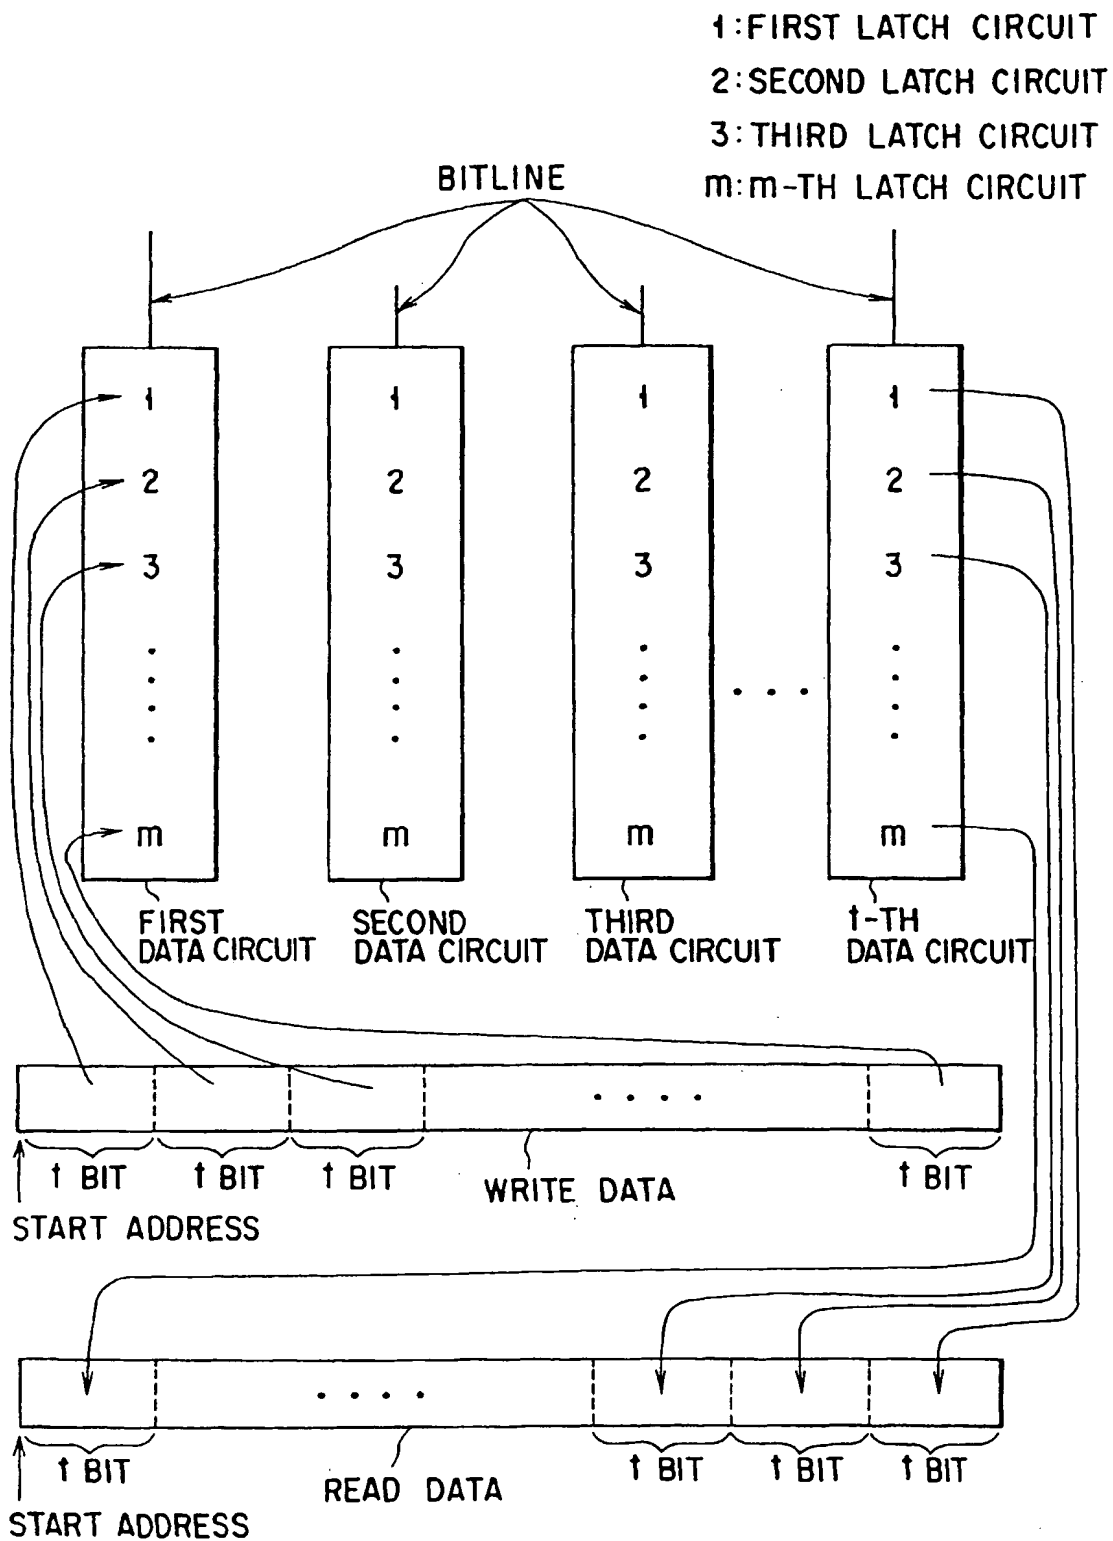 1:FIRST LATCH CIRCUIT
2:SECOND LATCH CIRCUIT
3:THIRD LATCH CIRCUIT
m:m-TH LATCH CIRCUIT
BITLINE
1 1 1 1
2 2 2 2
3 3 3 3
m m m m
FIRST DATA CIRCUIT
SECOND DATA CIRCUIT
THIRD DATA CIRCUIT
t-TH DATA CIRCUIT
t BIT t BIT t BIT t BIT
WRITE DATA
START ADDRESS
t BIT t BIT t BIT t BIT
READ DATA
START ADDRESS